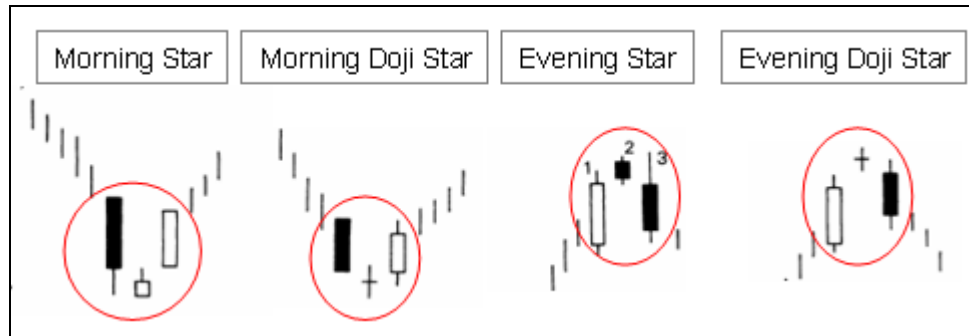 Morning Star
Morning Doji Star
Evening Star
Evening Doji Star
1
2
3